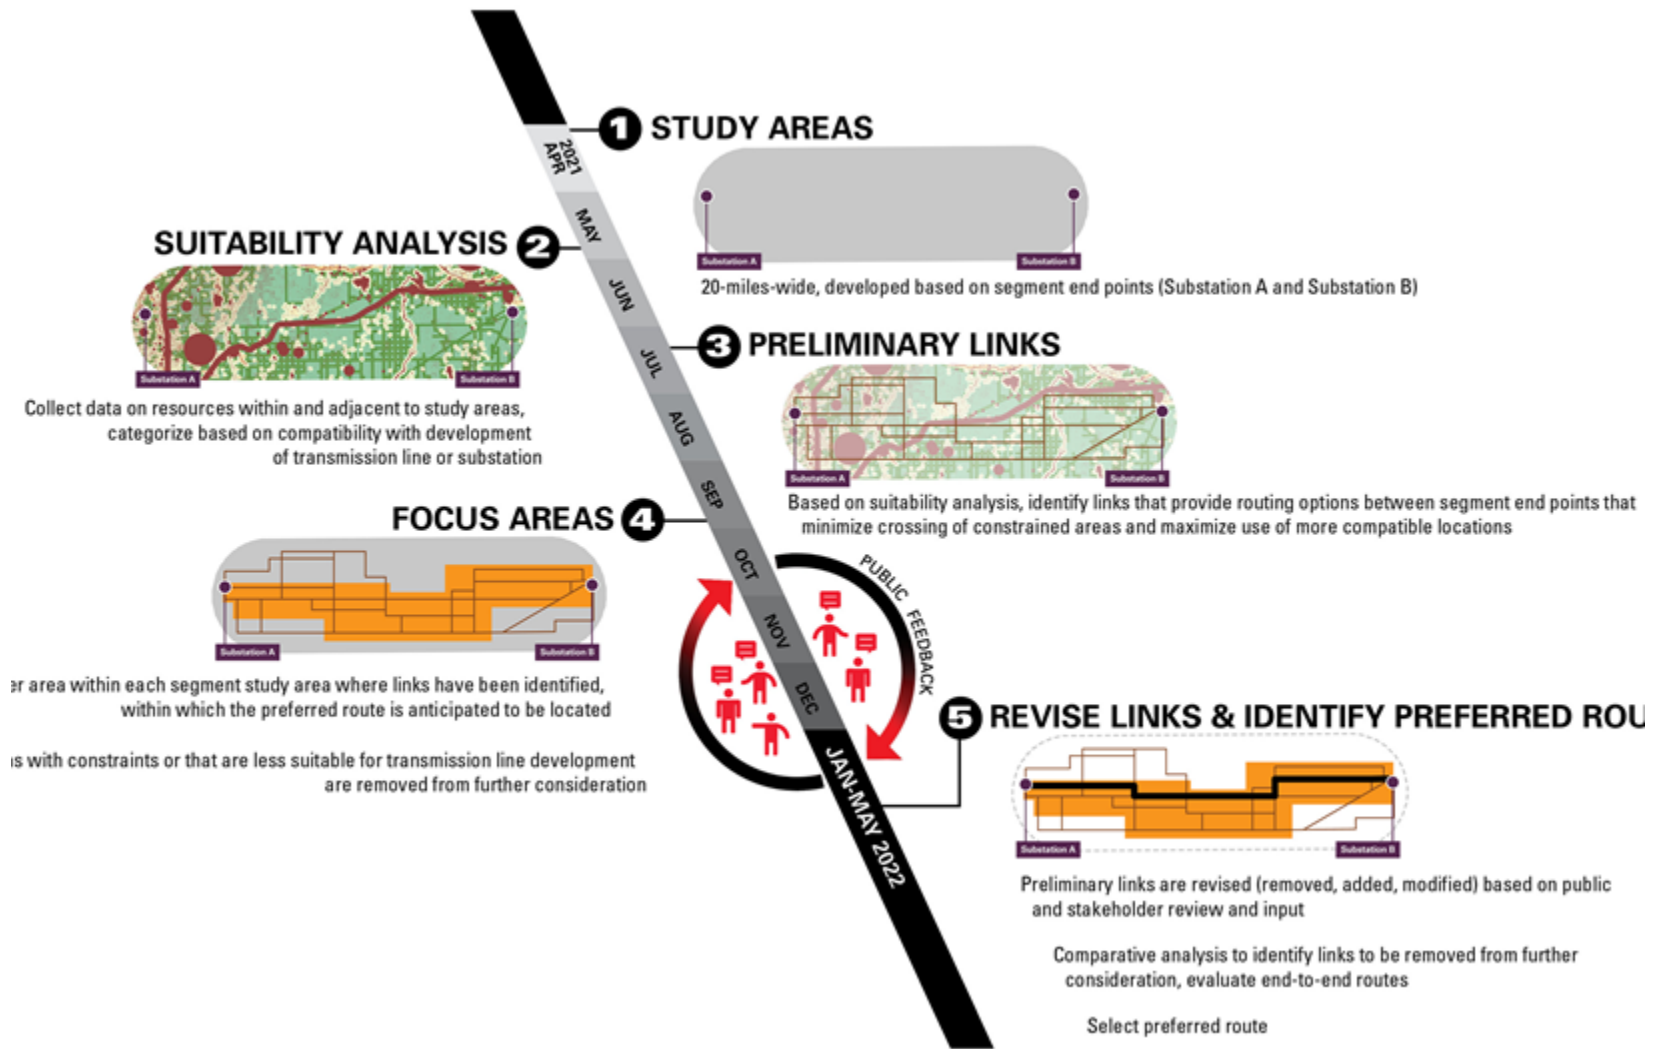 1 STUDY AREAS
Substation A
Substation B
20-miles-wide, developed based on segment end points (Substation A and Substation B)
2021
APR
MAY
JUN
JUL
AUG
SEP
OCT
NOV
DEC
JAN-MAY 2022
SUITABILITY ANALYSIS 2
Substation A
Substation B
Collect data on resources within and adjacent to study areas,
categorize based on compatibility with development
of transmission line or substation
3 PRELIMINARY LINKS
Substation A
Substation B
Based on suitability analysis, identify links that provide routing options between segment end points that
minimize crossing of constrained areas and maximize use of more compatible locations
FOCUS AREAS 4
Substation A
Substation B
er area within each segment study area where links have been identified,
within which the preferred route is anticipated to be located
s with constraints or that are less suitable for transmission line development
are removed from further consideration
PUBLIC FEEDBACK
5 REVISE LINKS & IDENTIFY PREFERRED ROU
Substation A
Substation B
Preliminary links are revised (removed, added, modified) based on public
and stakeholder review and input
Comparative analysis to identify links to be removed from further
consideration, evaluate end-to-end routes
Select preferred route